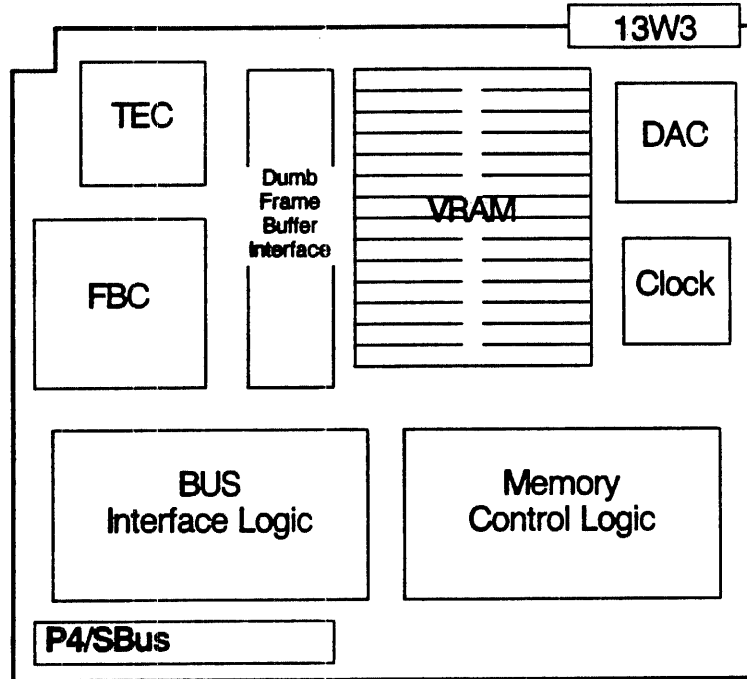 13W3
TEC
Dumb
Frame
Buffer
Interface
VRAM
DAC
FBC
Clock
BUS
Interface Logic
Memory
Control Logic
P4/SBus